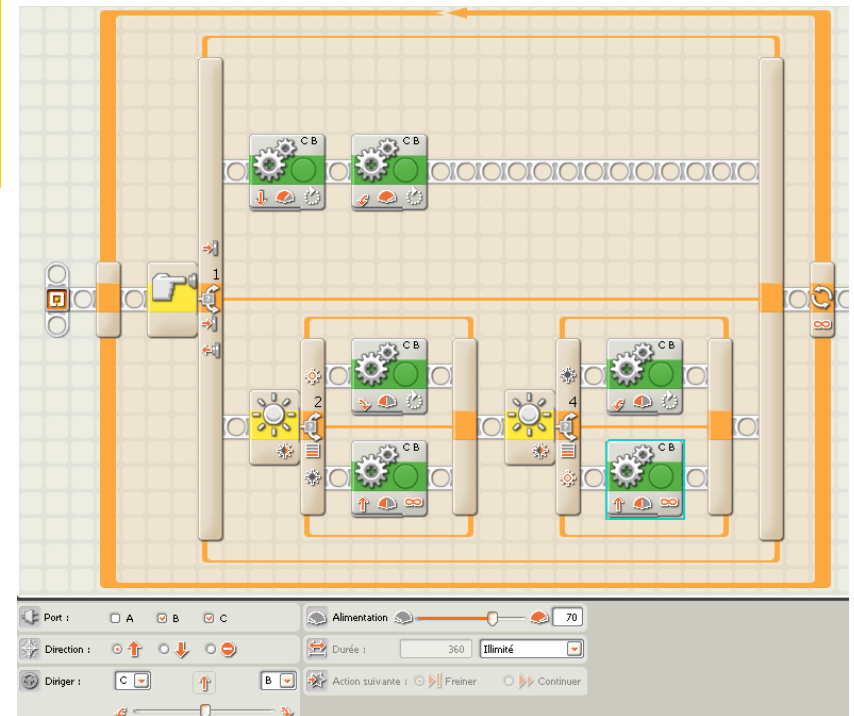 C B
C B
1
C B
C B
2
4
C B
C B
Port :
A
B
C
Alimentation
70
Direction :
Durée :
360
Illimité
Diriger :
C
B
Action suivante :
Freiner
Continuer